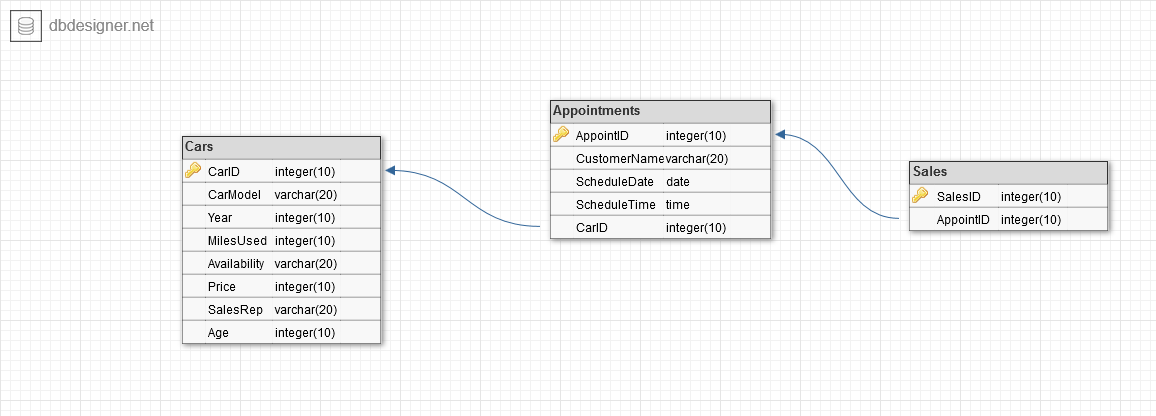 dbdesigner.net
Cars
CarID integer(10)
CarModel varchar(20)
Year integer(10)
MilesUsed integer(10)
Availability varchar(20)
Price integer(10)
SalesRep varchar(20)
Age integer(10)
Appointments
AppointID integer(10)
CustomerName varchar(20)
ScheduleDate date
ScheduleTime time
CarID integer(10)
Sales
SalesID integer(10)
AppointID integer(10)